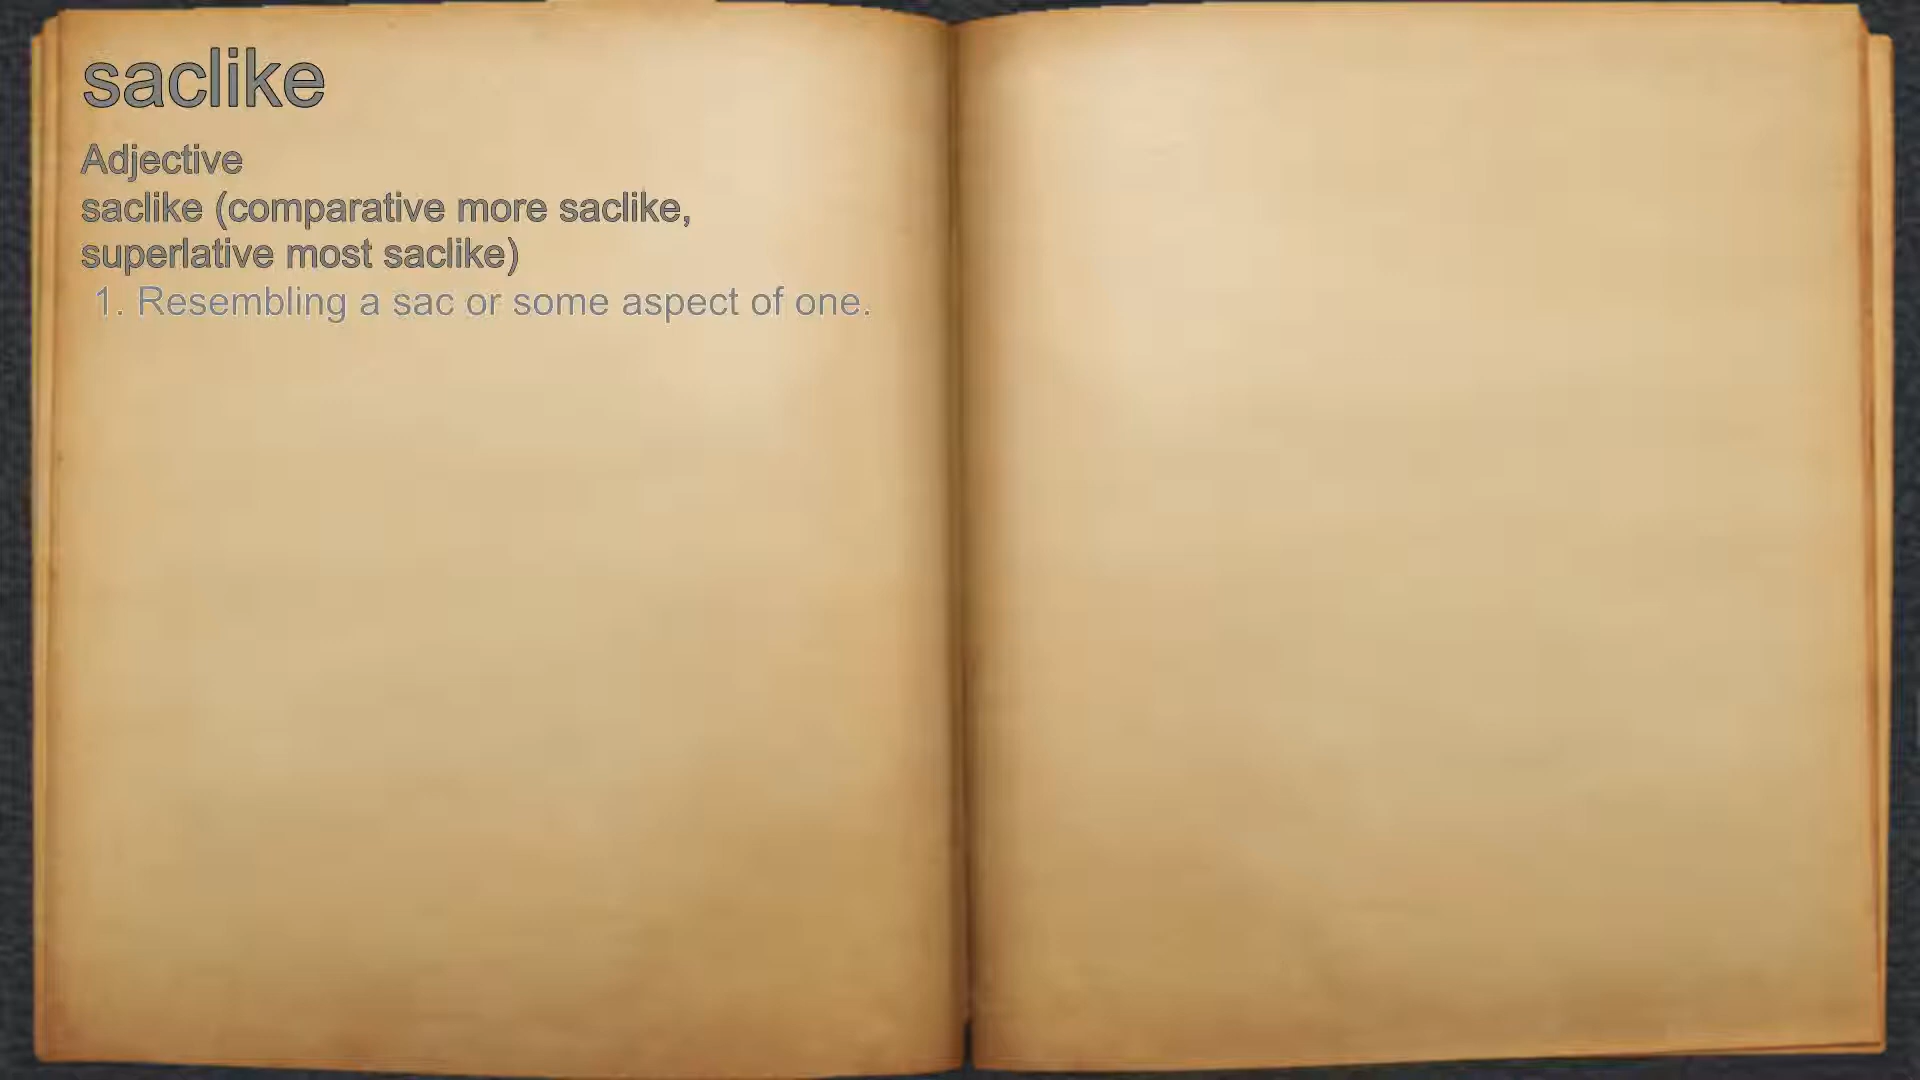 saclike
Adjective
saclike (comparative more saclike,
superlative most saclike)
1. Resembling a sac or some aspect of one.